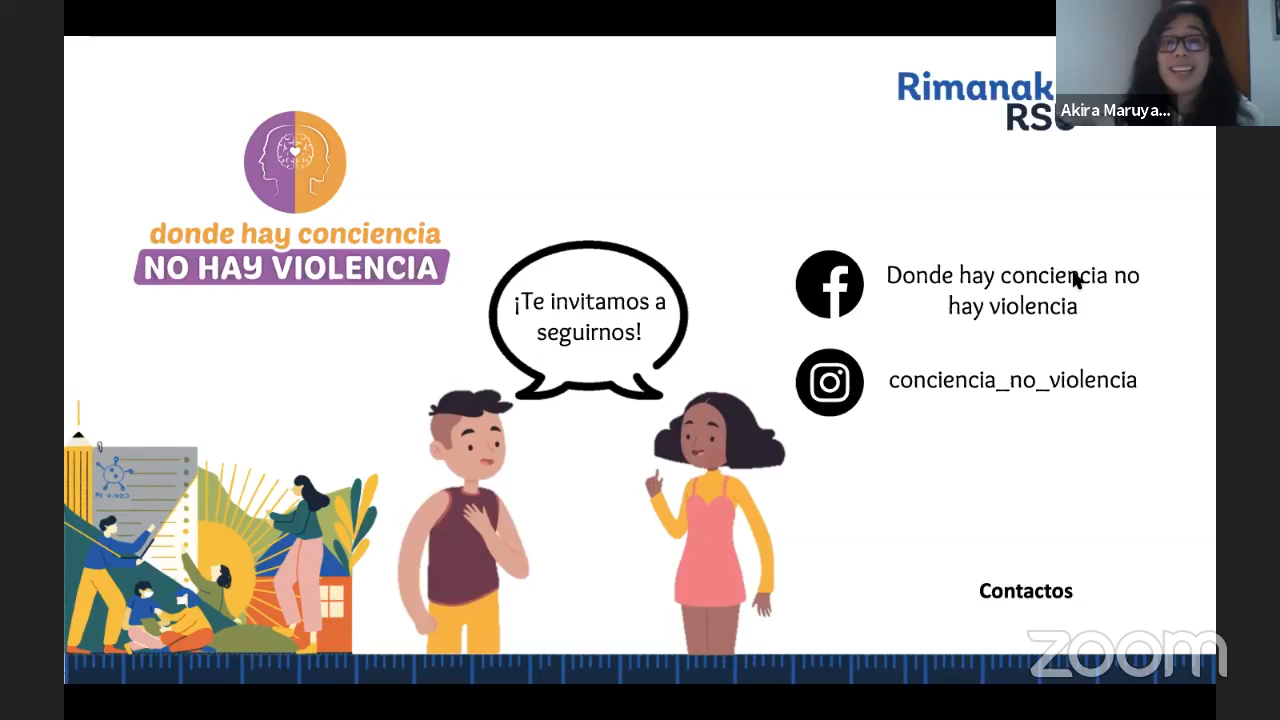 Rimanak
RS
Akira Maruya...
donde hay conciencia
NO HAY VIOLENCIA
¡Te invitamos a
seguirnos!
Donde hay conciencia no
hay violencia
conciencia_no_violencia
Contactos
zoom